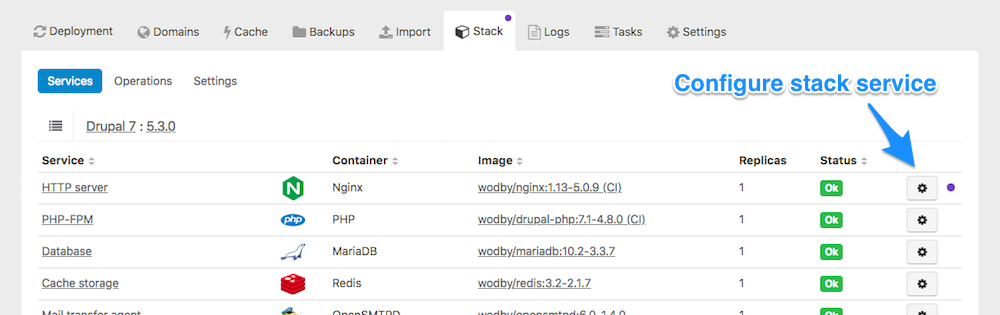 Deployment Domains Cache Backups Import Stack Logs Tasks Settings
Services Operations Settings
Configure stack service
Drupal 7 : 5.3.0
Service Container Image Replicas Status
HTTP server Nginx wodby/nginx:1.13-5.0.9 (CI) 1 Ok
PHP-FPM php PHP wodby/drupal-php:7.1-4.8.0 (CI) 1 Ok
Database MariaDB wodby/mariadb:10.2-3.3.7 1 Ok
Cache storage Redis wodby/redis:3.2-2.1.7 1 Ok
Mail transfer agent OpenSMTPD wodby/opensmtpd:6.0-1.4.0 1 Ok